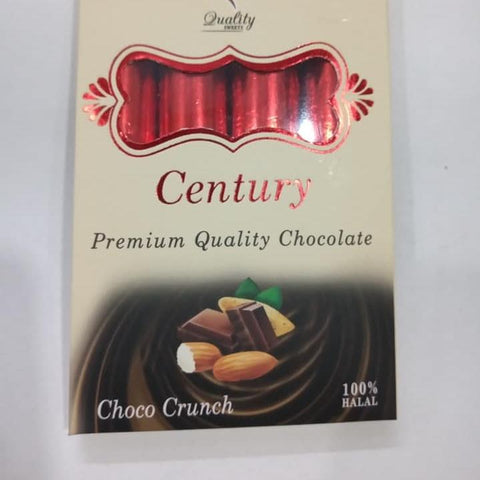 Quality
SWEETS
Century
Premium Quality Chocolate
Choco Crunch
100%
HALAL